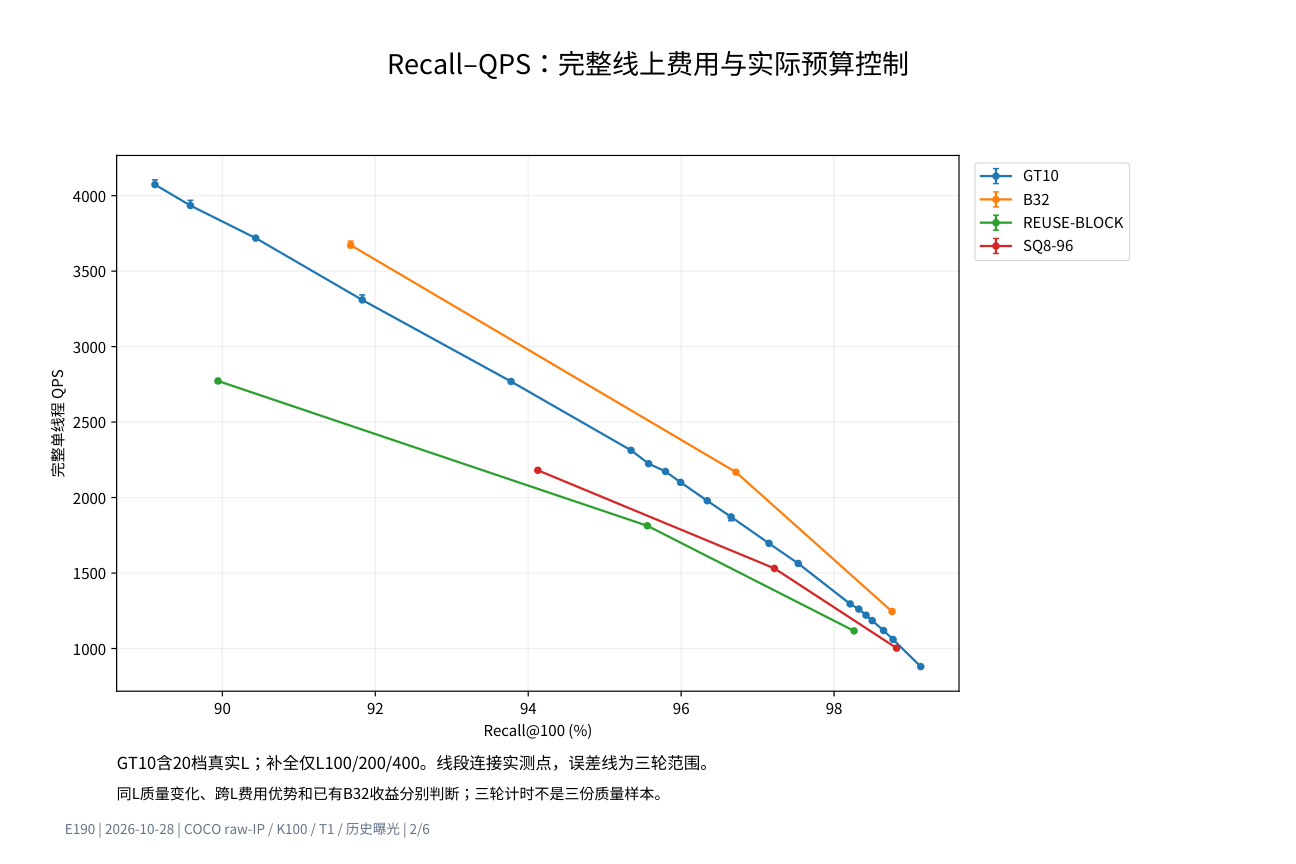 Recall–QPS：完整线上费用与实际预算控制
GT10
B32
REUSE-BLOCK
SQ8-96
完整单线程 QPS
4000
3500
3000
2500
2000
1500
1000
90
92
94
96
98
Recall@100 (%)
GT10含20档真实L；补全仅L100/200/400。线段连接实测点，误差线为三轮范围。
同L质量变化、跨L费用优势和已有B32收益分别判断；三轮计时不是三份质量样本。
E190 | 2026-10-28 | COCO raw-IP / K100 / T1 / 历史曝光 | 2/6